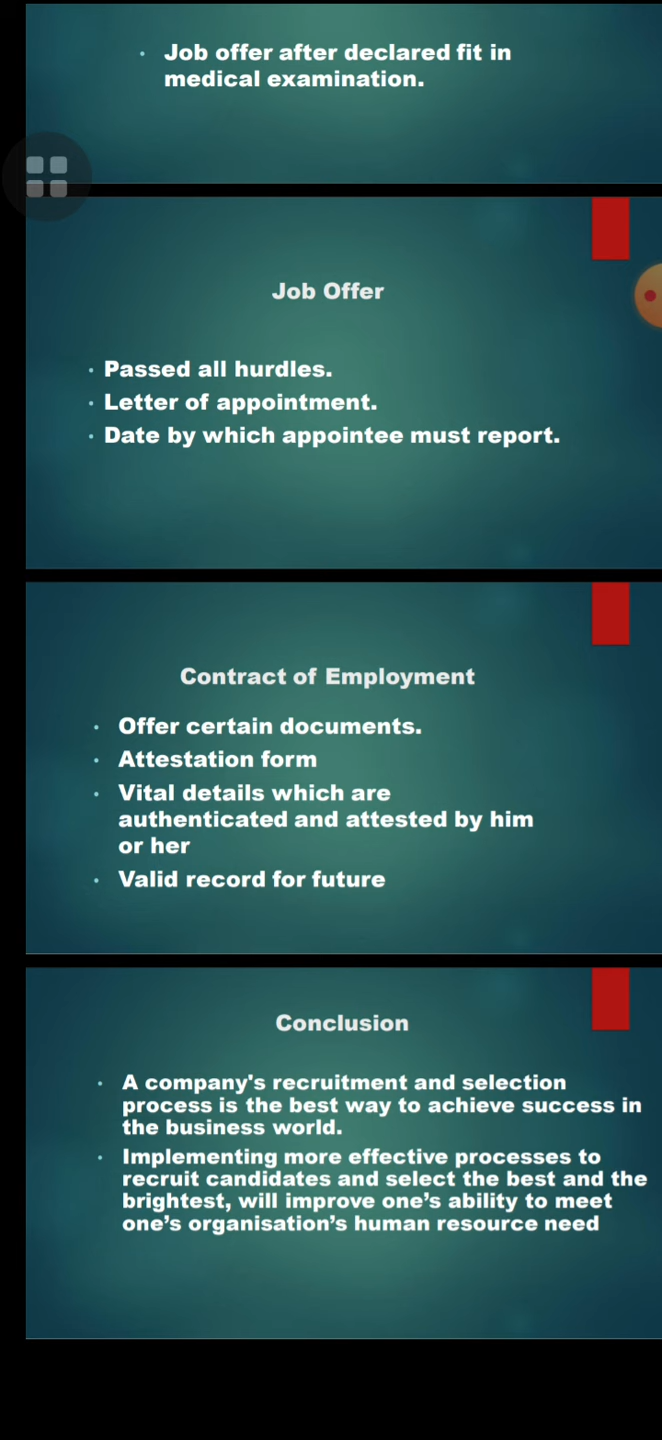 • Job offer after declared fit in
medical examination.
Job Offer
• Passed all hurdles.
• Letter of appointment.
• Date by which appointee must report.
Contract of Employment
• Offer certain documents.
• Attestation form
• Vital details which are
authenticated and attested by him
or her
• Valid record for future
Conclusion
• A company's recruitment and selection
process is the best way to achieve success in
the business world.
• Implementing more effective processes to
recruit candidates and select the best and the
brightest, will improve one’s ability to meet
one’s organisation’s human resource need